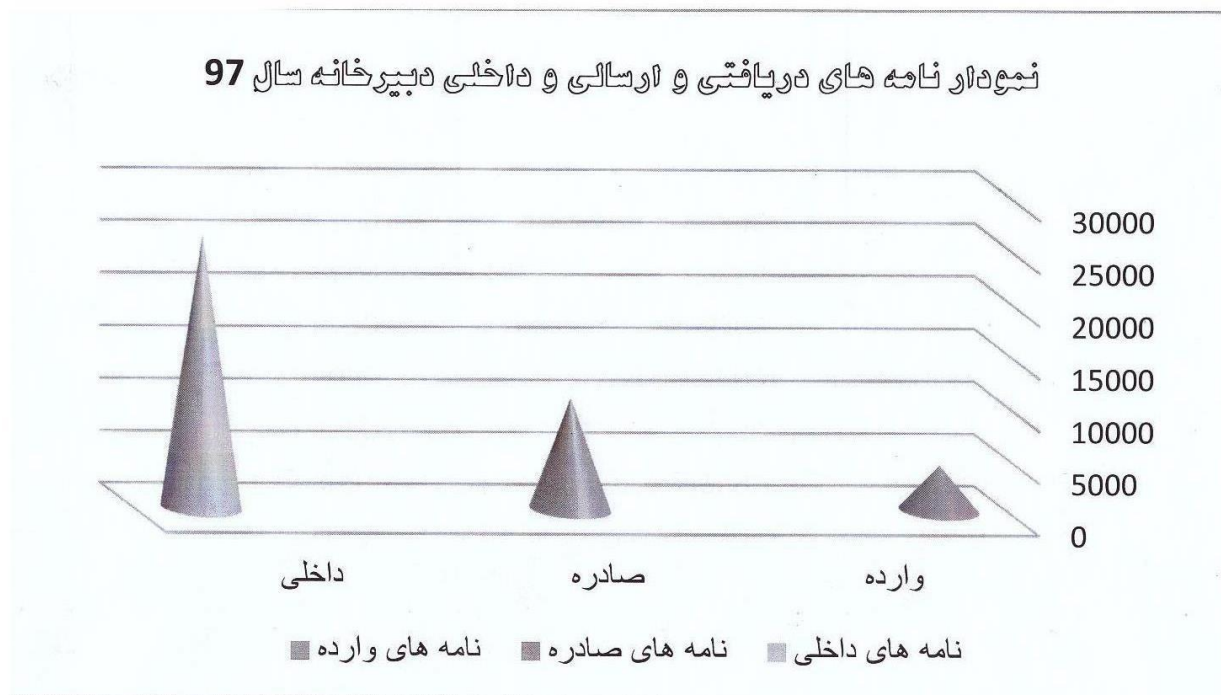 نمودار نامه های دریافتی و ارسالی و داخلی دبیرخانه سال 97
30000
25000
20000
15000
10000
5000
0
وارده صادره داخلی
نامه های داخلی نامه های صادره نامه های وارده